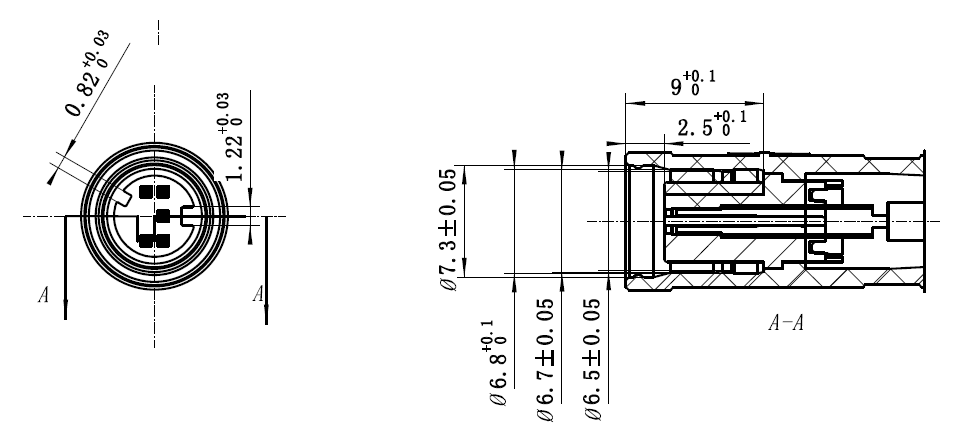 0.82 +0.03 0
1.22 +0.03 0
A
A
9 +0.1 0
2.5 +0.1 0
Ø7.3±0.05
Ø6.8 +0.1 0
Ø6.7±0.05
Ø6.5±0.05
A-A